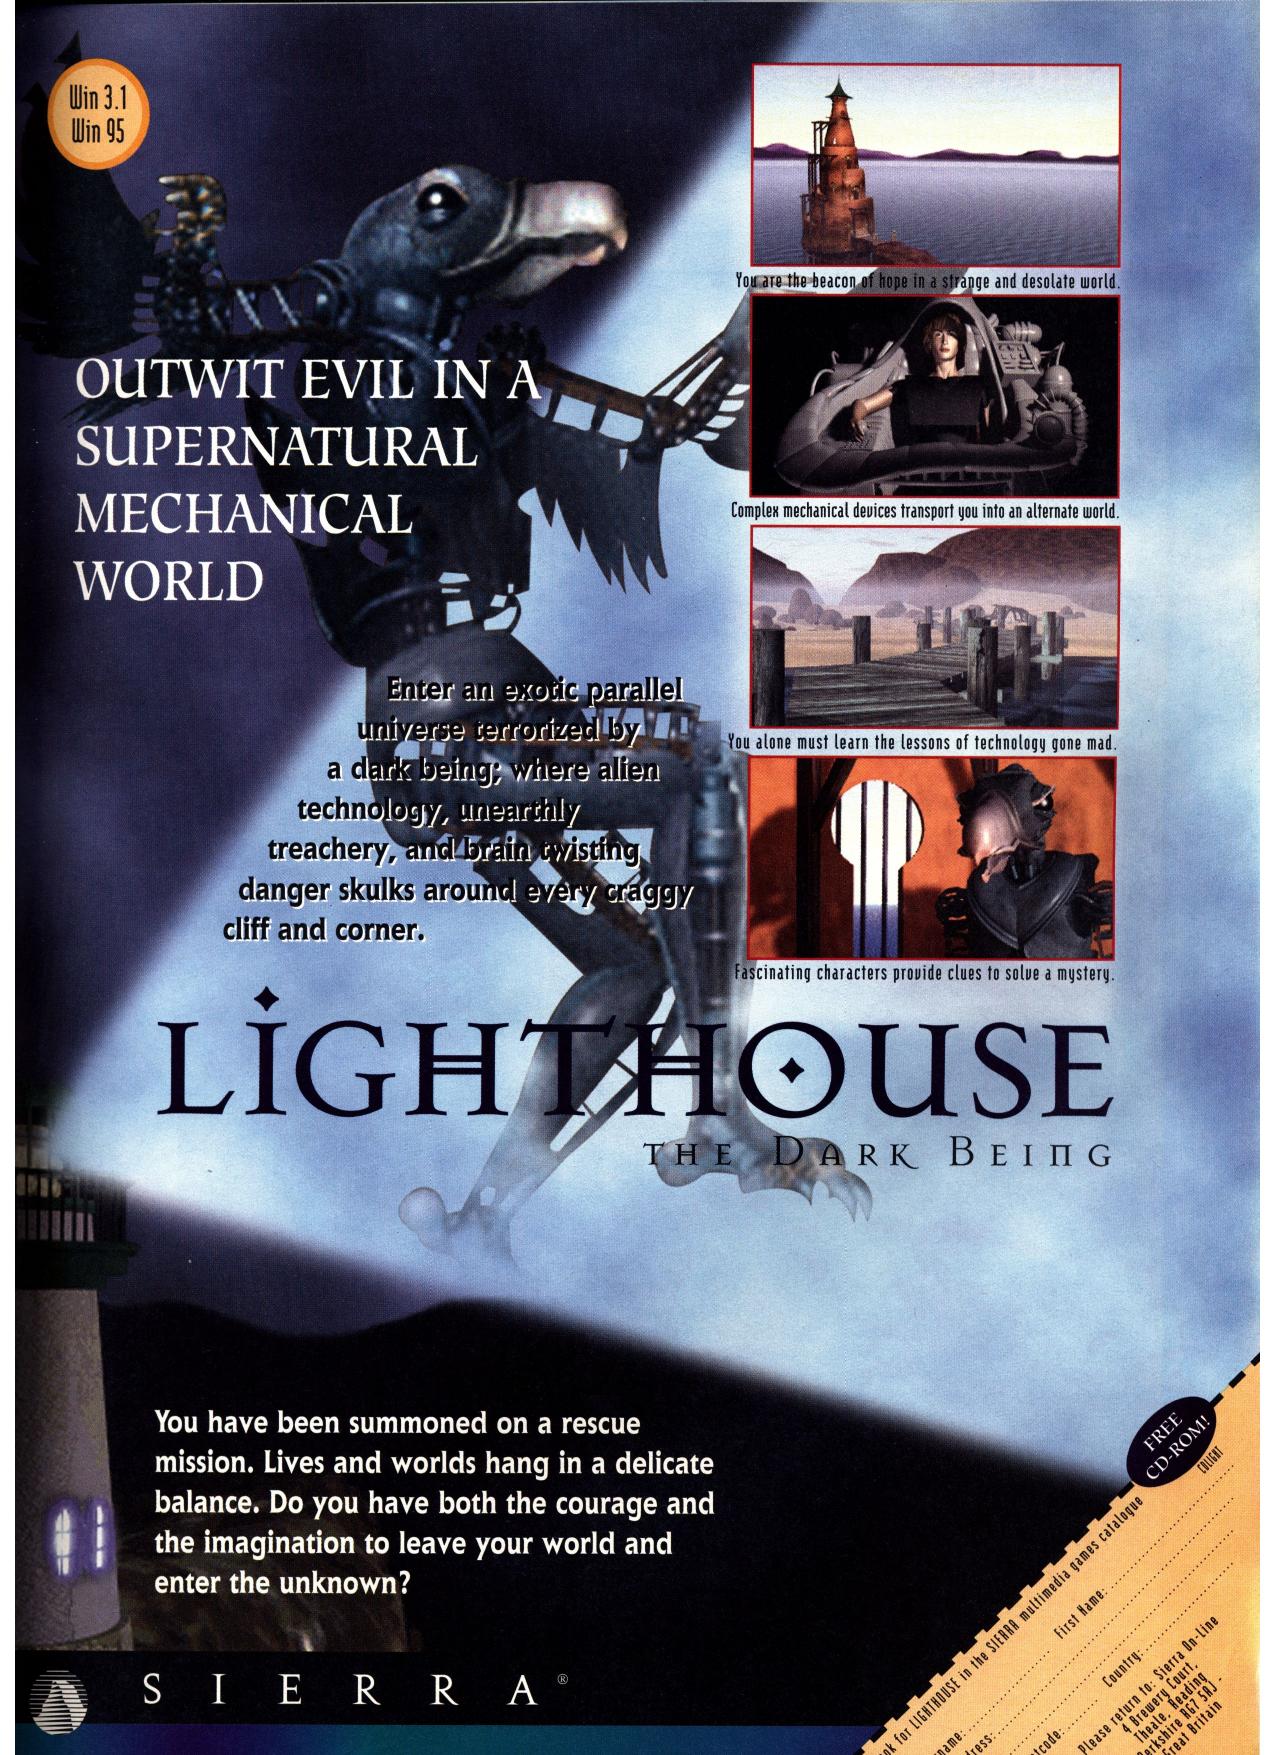 Win 3.1
Win 95
You are the beacon of hope in a strange and desolate world.
OUTWIT EVIL IN A
SUPERNATURAL
MECHANICAL
WORLD
Complex mechanical devices transport you into an alternate world.
Enter an exotic parallel
universe terrorized by
a dark being; where alien
technology, unearthly
treachery, and brain twisting
danger skulks around every craggy
cliff and corner.
You alone must learn the lessons of technology gone mad.
Fascinating characters provide clues to solve a mystery.
LIGHTHOUSE
THE DARK BEING
You have been summoned on a rescue
mission. Lives and worlds hang in a delicate
balance. Do you have both the courage and
the imagination to leave your world and
enter the unknown?
SIERRA®
FREE
CD-ROM!
CDLIGHT
for LIGHTHOUSE in the SIERRA multimedia games catalogue
First Name:
Country:
Please return to: Sierra On-Line
4 Brewery Court,
Theale, Reading
Berkshire RG7 5AJ -
Great Britain